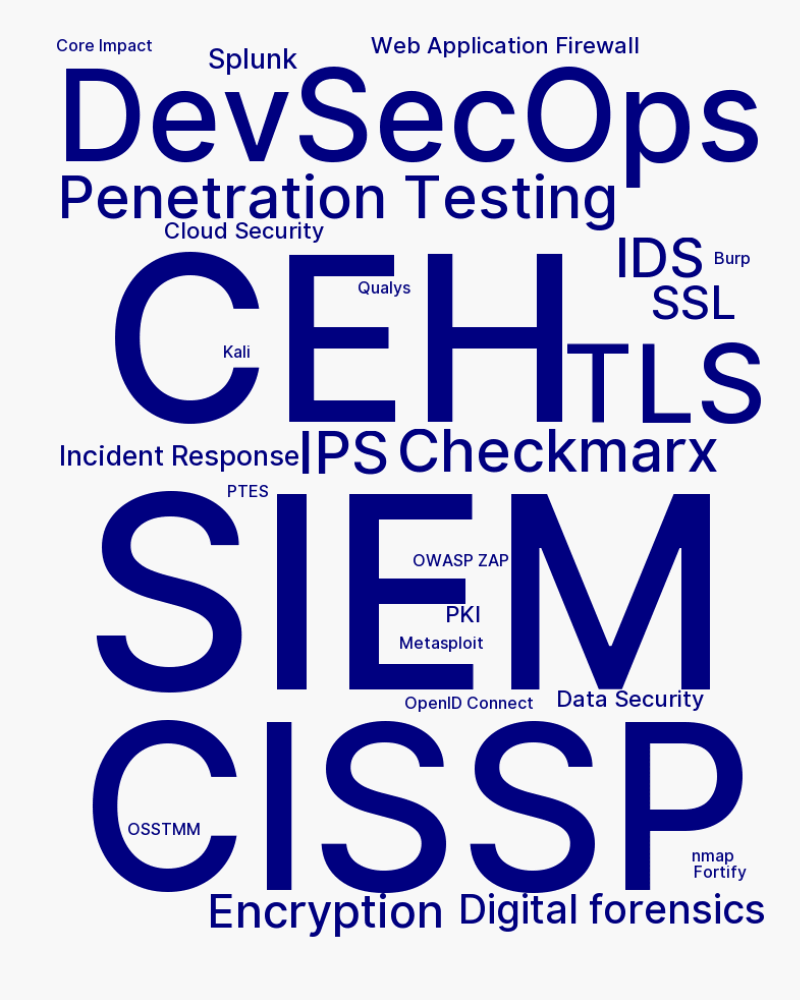 Core Impact
Splunk
Web Application Firewall
DevSecOps
Penetration Testing
Cloud Security
IDS
Burp
CEH
Qualys
SSL
Kali
TLS
Incident Response
IPS
Checkmarx
PTES
SIEM
OWASP ZAP
PKI
Metasploit
OpenID Connect
Data Security
CISSP
OSSTMM
nmap
Fortify
Encryption
Digital forensics